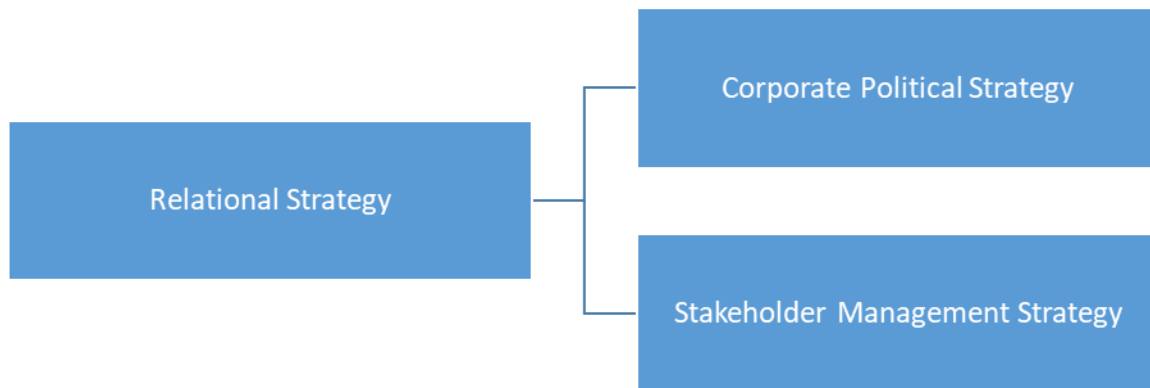 Corporate Political Strategy
Relational Strategy
Stakeholder Management Strategy